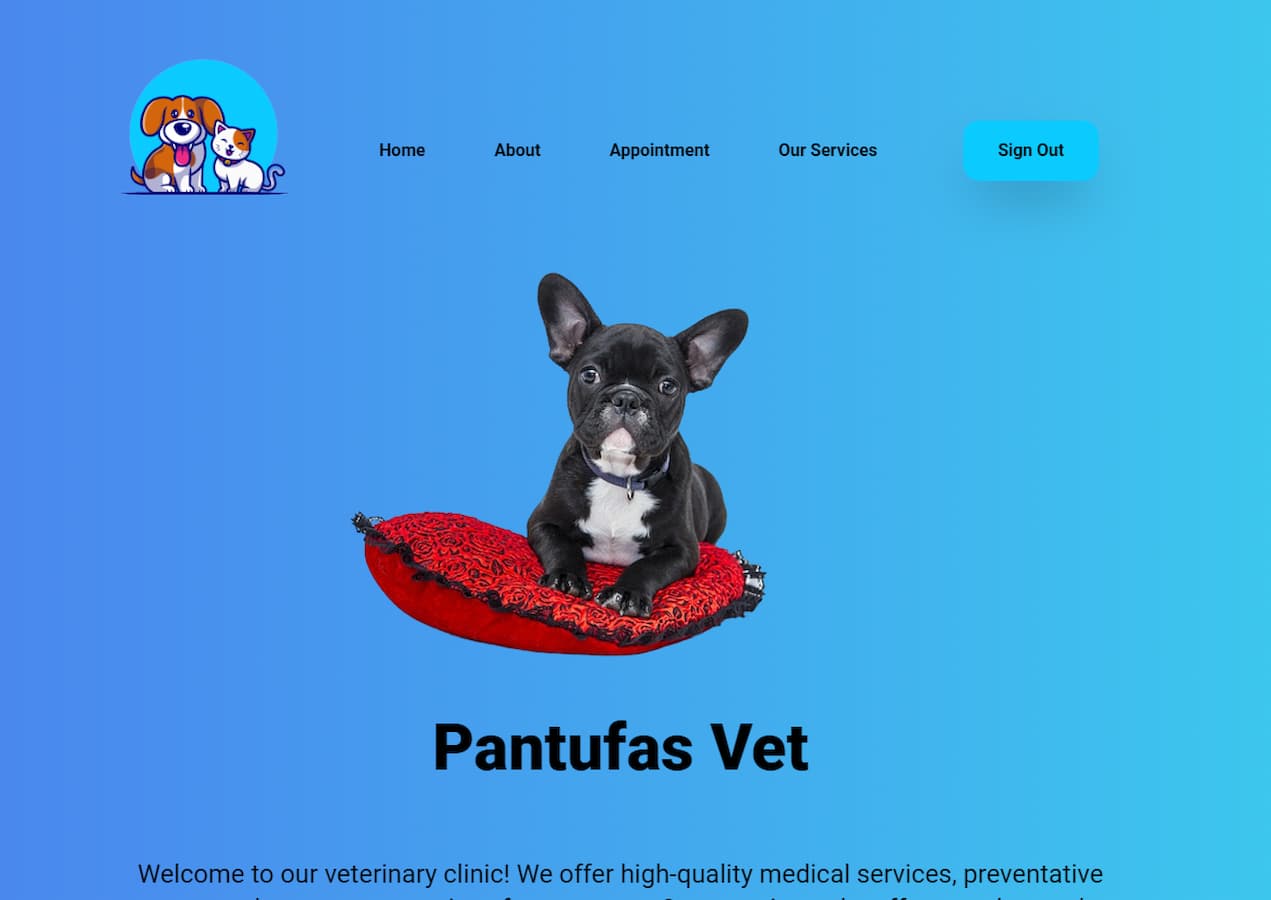 Home About Appointment Our Services Sign Out
Pantufas Vet
Welcome to our veterinary clinic! We offer high-quality medical services, preventative